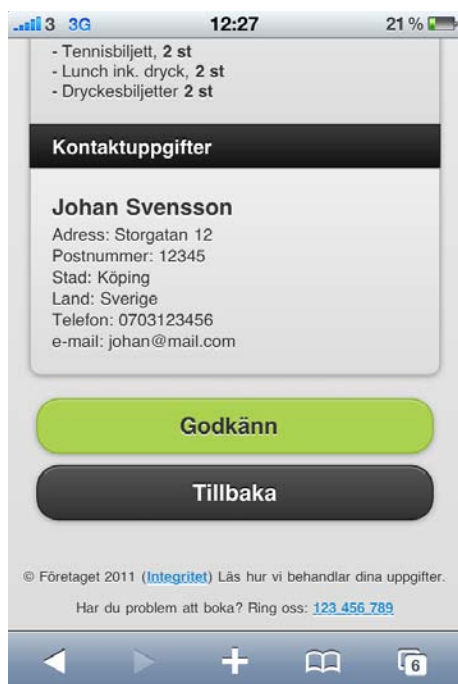 3 3G 12:27 21 %
- Tennisbiljett, 2 st
- Lunch ink. dryck, 2 st
- Dryckesbiljetter 2 st
Kontaktuppgifter
Johan Svensson
Adress: Storgatan 12
Postnummer: 12345
Stad: Köping
Land: Sverige
Telefon: 0703123456
e-mail: johan@mail.com
Godkänn
Tillbaka
© Företaget 2011 (Integritet) Läs hur vi behandlar dina uppgifter.
Har du problem att boka? Ring oss: 123 456 789
6